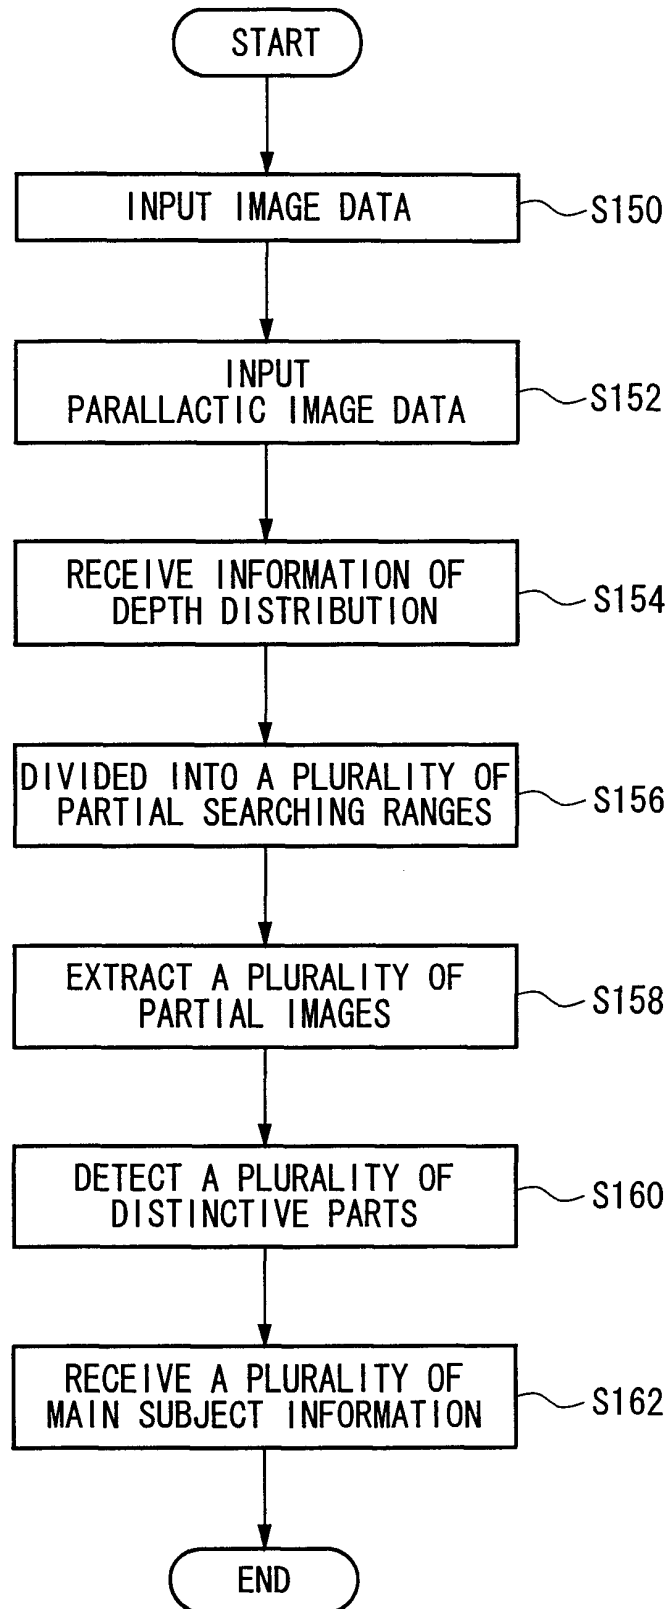 START
INPUT IMAGE DATA
S150
INPUT
PARALLACTIC IMAGE DATA
S152
RECEIVE INFORMATION OF
DEPTH DISTRIBUTION
S154
DIVIDED INTO A PLURALITY OF
PARTIAL SEARCHING RANGES
S156
EXTRACT A PLURALITY OF
PARTIAL IMAGES
S158
DETECT A PLURALITY OF
DISTINCTIVE PARTS
S160
RECEIVE A PLURALITY OF
MAIN SUBJECT INFORMATION
S162
END